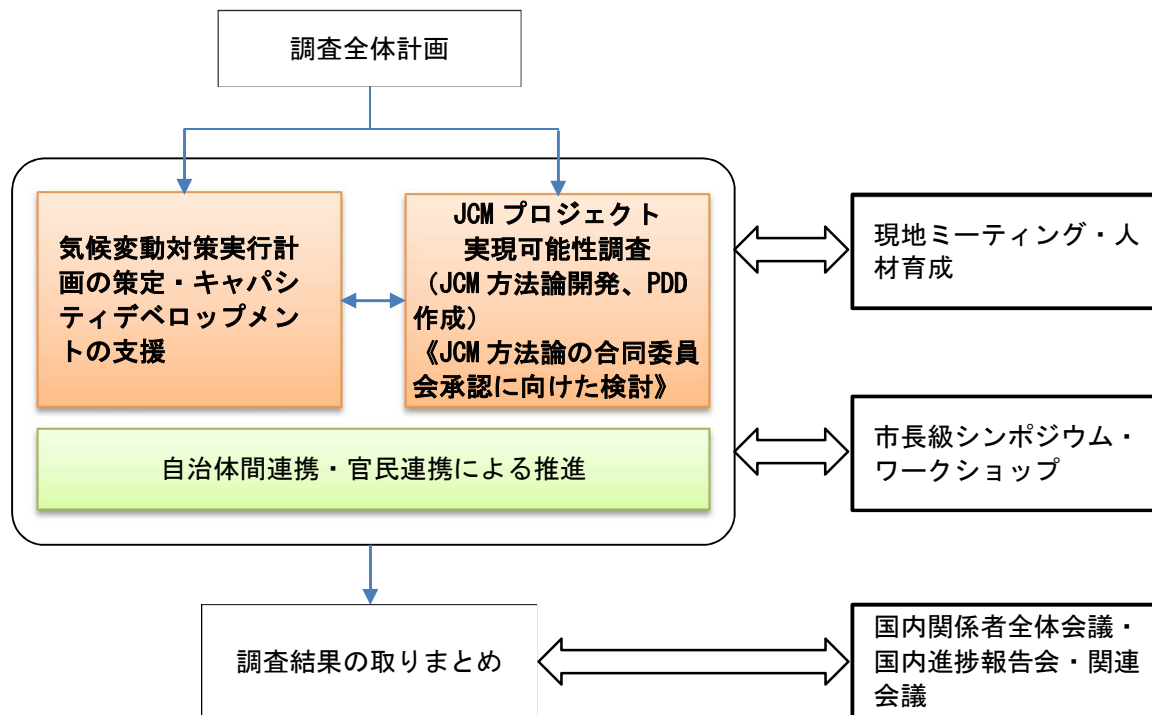 調査全体計画
気候変動対策実行計
画の策定・キャパシ
ティデベロップメン
トの支援
JCM プロジェクト
実現可能性調査
（JCM 方法論開発、PDD
作成）
《JCM 方法論の合同委員
会承認に向けた検討》
自治体間連携・官民連携による推進
現地ミーティング・人
材育成
市長級シンポジウム・
ワークショップ
調査結果の取りまとめ
国内関係者全体会議・
国内進捗報告会・関連
会議